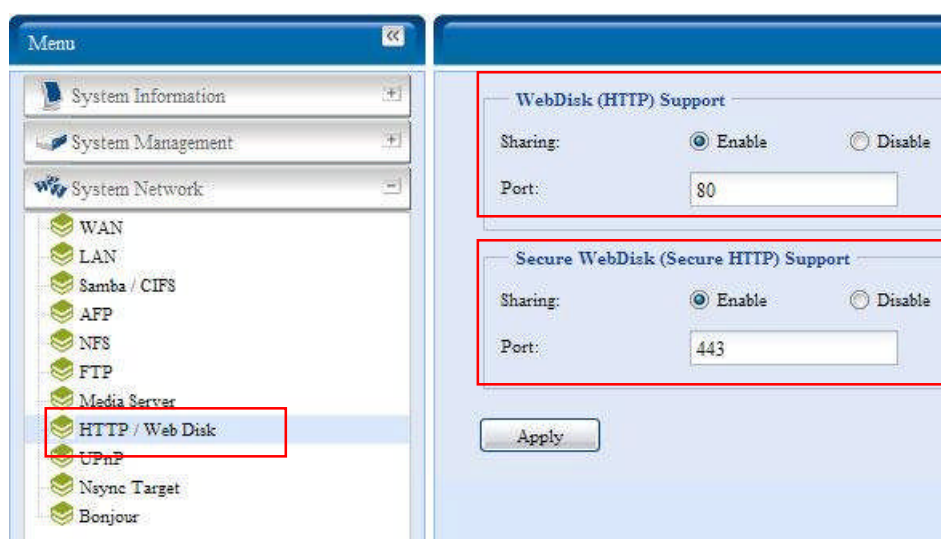 Menu
System Information
System Management
System Network
WAN
LAN
Samba / CIFS
AFP
NFS
FTP
Media Server
HTTP / Web Disk
UPnP
Nsync Target
Bonjour
WebDisk (HTTP) Support
Sharing: Enable Disable
Port: 80
Secure WebDisk (Secure HTTP) Support
Sharing: Enable Disable
Port: 443
Apply